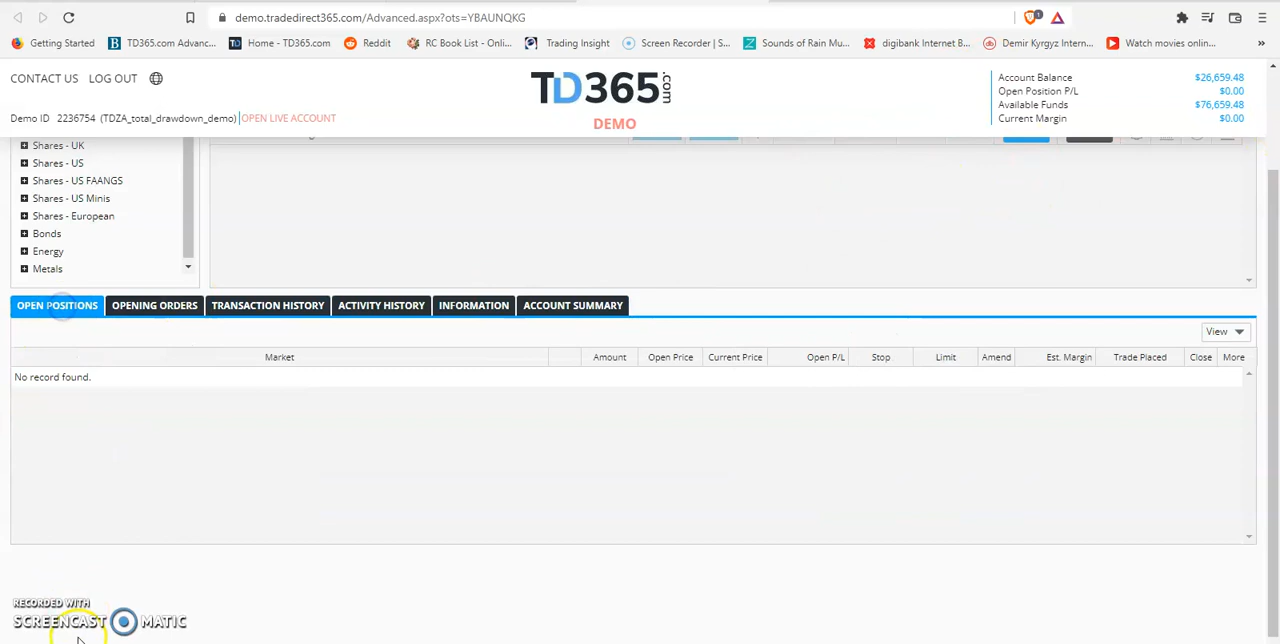 demo.tradedirect365.com/Advanced.aspx?ots=YBAUNQKG
Getting Started
TD365.com Advanc...
Home - TD365.com
Reddit
RC Book List - Onli...
Trading Insight
Screen Recorder | S...
Sounds of Rain Mu...
digibank Internet B...
Demir Kyrgyz Intern...
Watch movies onlin...
»
CONTACT US LOG OUT
TD365.com
DEMO
Account Balance $26,659.48
Open Position P/L $0.00
Available Funds $76,659.48
Current Margin $0.00
Demo ID 2236754 (TDZA_total_drawdown_demo) OPEN LIVE ACCOUNT
Shares - UK
Shares - US
Shares - US FAANGS
Shares - US Minis
Shares - European
Bonds
Energy
Metals
OPEN POSITIONS OPENING ORDERS TRANSACTION HISTORY ACTIVITY HISTORY INFORMATION ACCOUNT SUMMARY
View
Market Amount Open Price Current Price Open P/L Stop Limit Amend Est. Margin Trade Placed Close More
No record found.
RECORDED WITH
SCREENCAST MATIC